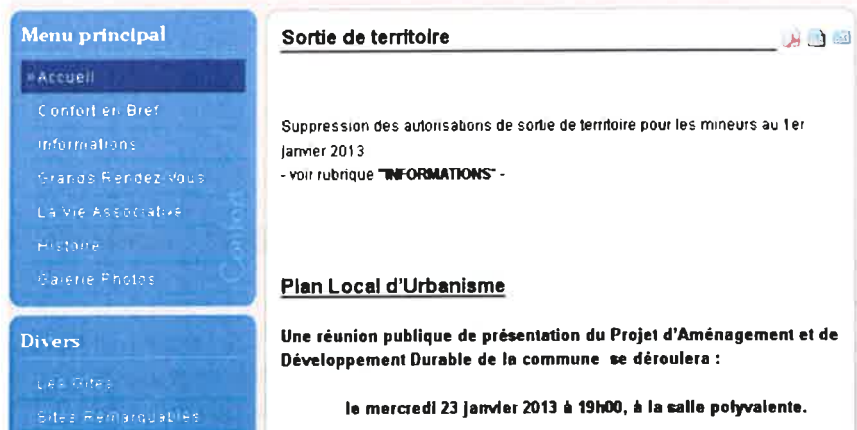 Menu principal
»Accueil
Confort en Bref
Informations
Grands Rendez-Vous
La Vie Associative
Histoire
Galerie Photos
Confort
Divers
Les Gites
Sites Remarquables
Sortie de territoire
Suppression des autorisations de sortie de territoire pour les mineurs au 1er
janvier 2013
- voir rubrique "INFORMATIONS" -
Plan Local d'Urbanisme
Une réunion publique de présentation du Projet d'Aménagement et de
Développement Durable de la commune se déroulera :
le mercredi 23 janvier 2013 à 19h00, à la salle polyvalente.